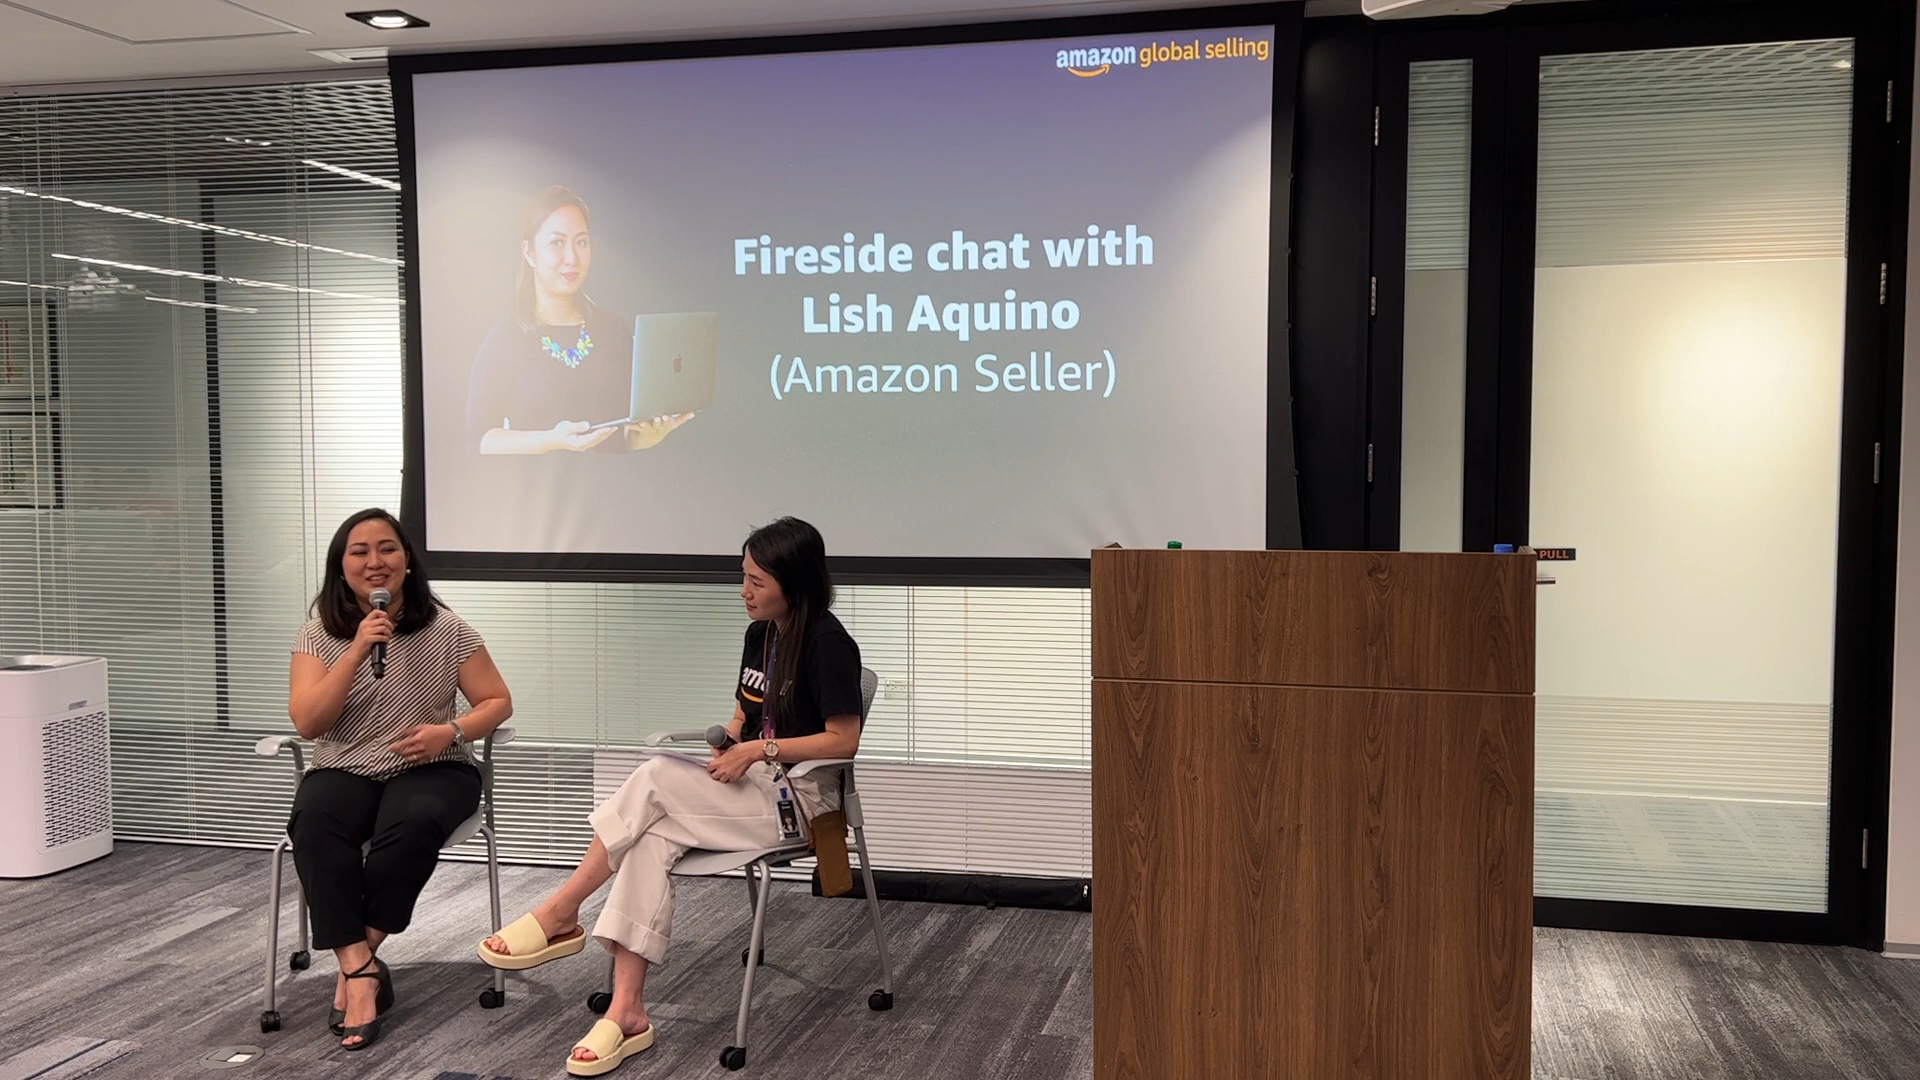 amazon global selling
Fireside chat with
Lish Aquino
(Amazon Seller)
PULL